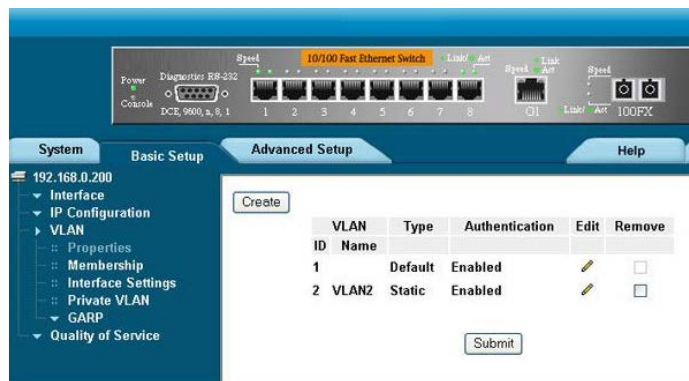 Speed 10/100 Fast Ethernet Switch Link/ Act
Speed Link Act
Speed
Power Diagnostics RS-232
Console DCE, 9600, n, 8, 1
1 2 3 4 5 6 7 8 G1 Link/ Act 100FX
System Basic Setup Advanced Setup Help
192.168.0.200
Interface
IP Configuration
VLAN
Properties
Membership
Interface Settings
Private VLAN
GARP
Quality of Service
Create
VLAN Type Authentication Edit Remove
ID Name
1 Default Enabled
2 VLAN2 Static Enabled
Submit